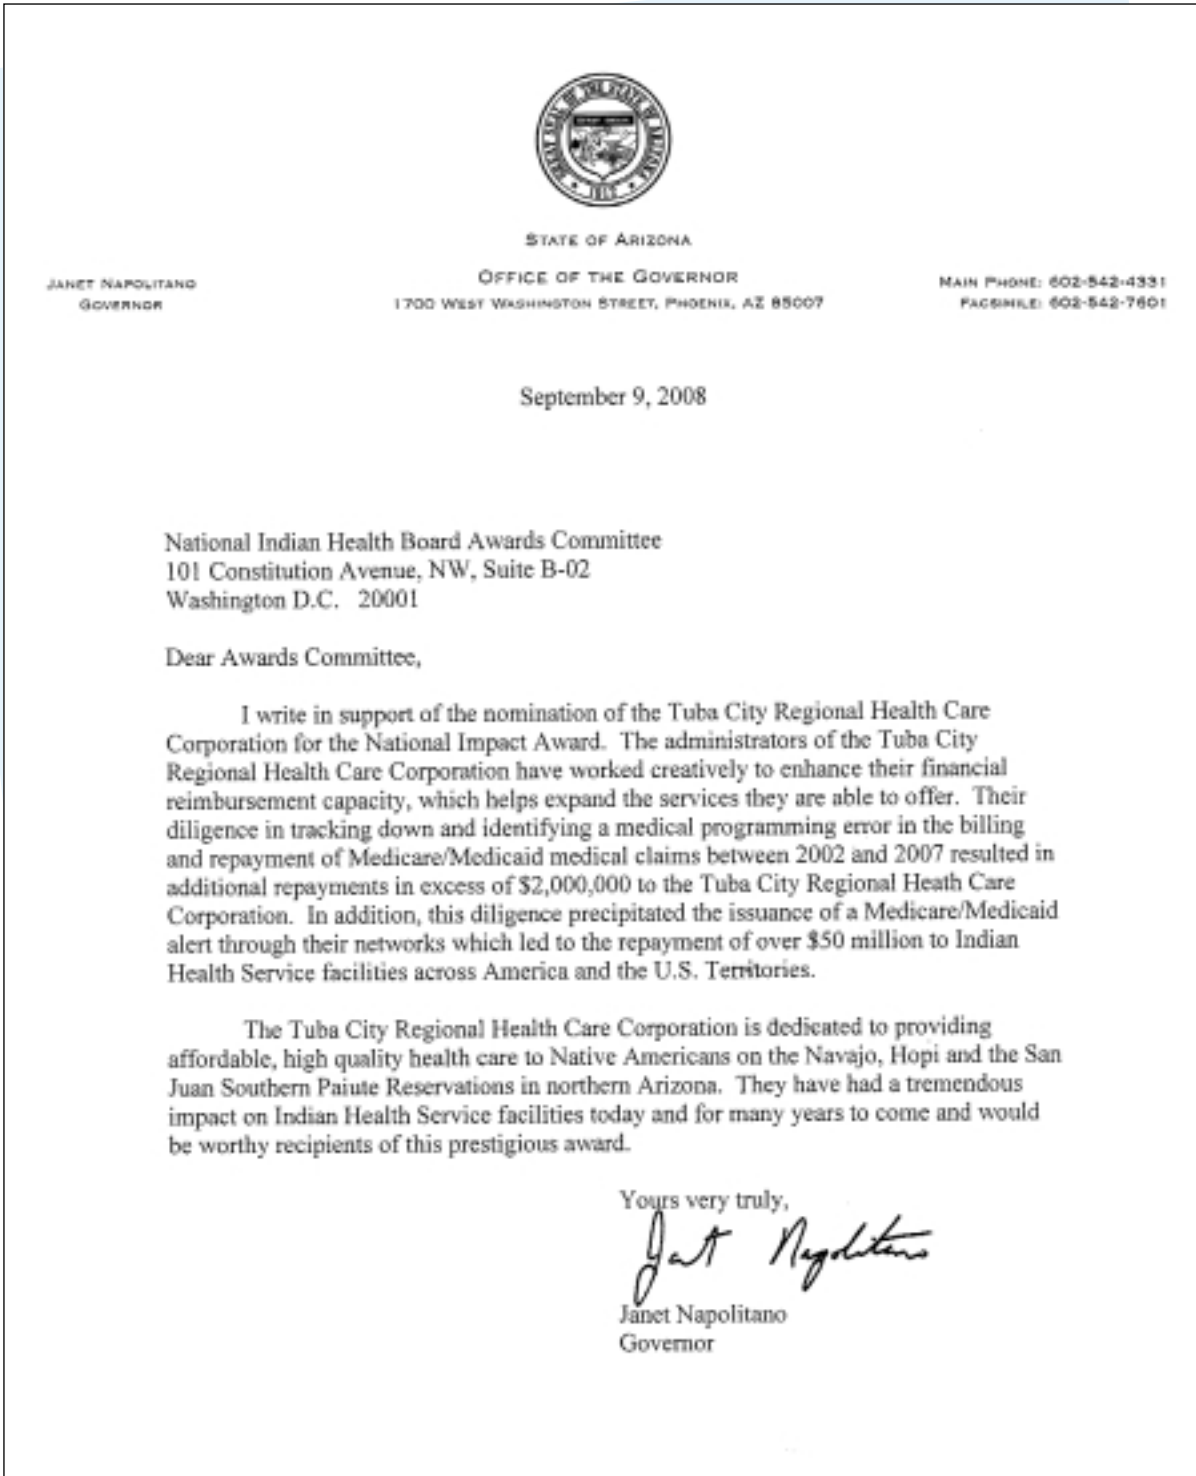 GREAT SEAL OF THE STATE OF ARIZONA
1912
STATE OF ARIZONA
JANET NAPOLITANO
GOVERNOR
OFFICE OF THE GOVERNOR
1700 WEST WASHINGTON STREET, PHOENIX, AZ 85007
MAIN PHONE: 602-542-4331
FACSIMILE: 602-542-7601
September 9, 2008
National Indian Health Board Awards Committee
101 Constitution Avenue, NW, Suite B-02
Washington D.C. 20001
Dear Awards Committee,
I write in support of the nomination of the Tuba City Regional Health Care
Corporation for the National Impact Award. The administrators of the Tuba City
Regional Health Care Corporation have worked creatively to enhance their financial
reimbursement capacity, which helps expand the services they are able to offer. Their
diligence in tracking down and identifying a medical programming error in the billing
and repayment of Medicare/Medicaid medical claims between 2002 and 2007 resulted in
additional repayments in excess of $2,000,000 to the Tuba City Regional Heath Care
Corporation. In addition, this diligence precipitated the issuance of a Medicare/Medicaid
alert through their networks which led to the repayment of over $50 million to Indian
Health Service facilities across America and the U.S. Territories.
The Tuba City Regional Health Care Corporation is dedicated to providing
affordable, high quality health care to Native Americans on the Navajo, Hopi and the San
Juan Southern Paiute Reservations in northern Arizona. They have had a tremendous
impact on Indian Health Service facilities today and for many years to come and would
be worthy recipients of this prestigious award.
Yours very truly,
Janet Napolitano
Janet Napolitano
Governor